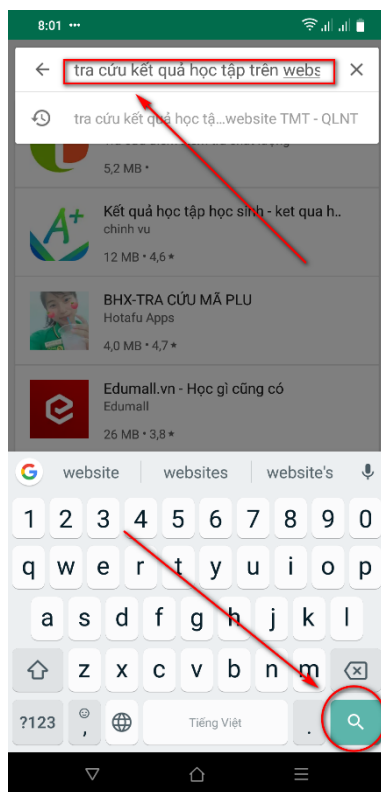 8:01 •••
tra cứu kết quả học tập trên webs
tra cứu kết quả học tậ...website TMT - QLNT
5,2 MB •
A+
Kết quả học tập học sinh - ket qua h..
chinh vu
12 MB • 4,6 ★
BHX-TRA CỨU MÃ PLU
Hotafu Apps
4,0 MB • 4,7 ★
Edumall.vn - Học gì cũng có
Edumall
26 MB • 3,8 ★
G website websites website's
1 2 3 4 5 6 7 8 9 0
q w e r t y u i o p
a s d f g h j k l
z x c v b n m
?123 , Tiếng Việt .